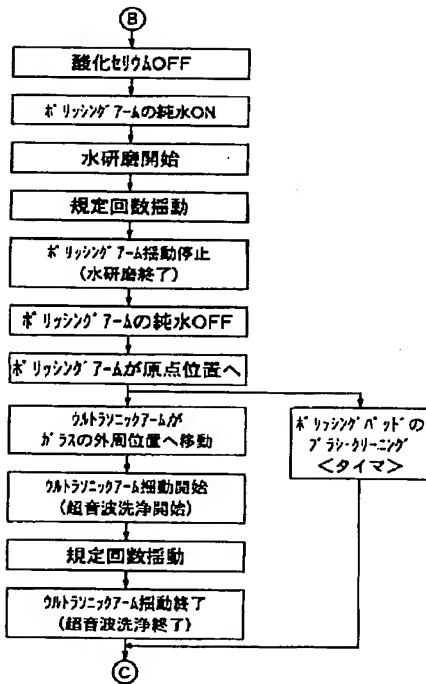 B
酸化セリウムOFF
ポリッシングアームの純水ON
水研磨開始
規定回数揺動
ポリッシングアーム揺動停止
(水研磨終了)
ポリッシングアームの純水OFF
ポリッシングアームが原点位置へ
ウルトラソニックアームが
ガラスの外周位置へ移動
ポリッシングパッドの
ブラシクリーニング
<タイマ>
ウルトラソニックアーム揺動開始
(超音波洗浄開始)
規定回数揺動
ウルトラソニックアーム揺動終了
(超音波洗浄終了)
C